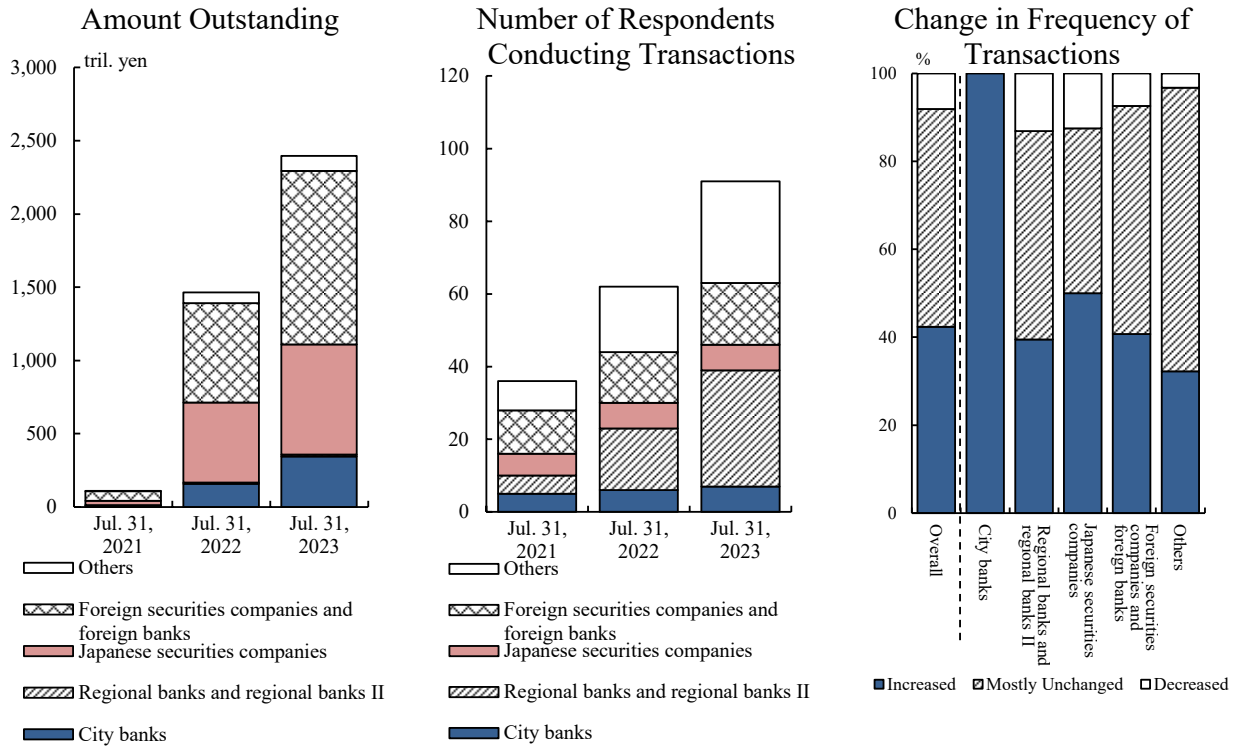 Amount Outstanding
tril. yen
3,000
2,500
2,000
1,500
1,000
500
0
Jul. 31,
2021
Jul. 31,
2022
Jul. 31,
2023
Others
Foreign securities companies and
foreign banks
Japanese securities companies
Regional banks and regional banks II
City banks
Number of Respondents
Conducting Transactions
120
100
80
60
40
20
0
Jul. 31,
2021
Jul. 31,
2022
Jul. 31,
2023
Others
Foreign securities companies and
foreign banks
Japanese securities companies
Regional banks and regional banks II
City banks
Change in Frequency of
Transactions
%
100
80
60
40
20
0
Overall
City banks
Regional banks and
regional banks II
Japanese securities
companies
Foreign securities
companies and
foreign banks
Others
Increased
Mostly Unchanged
Decreased